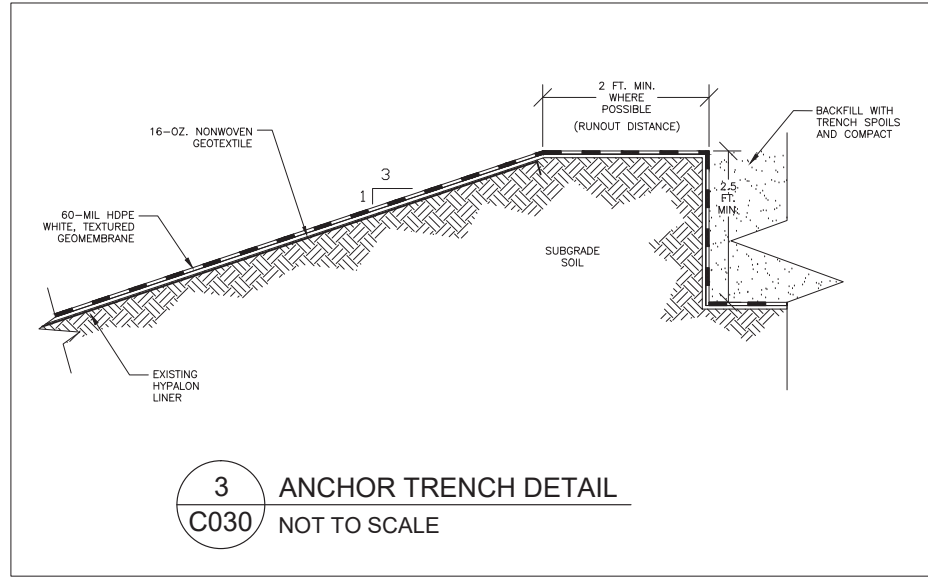 2 FT. MIN.
WHERE
POSSIBLE
(RUNOUT DISTANCE)
BACKFILL WITH
TRENCH SPOILS
AND COMPACT
16-OZ. NONWOVEN
GEOTEXTILE
3
1
2.5
FT.
MIN.
60-MIL HDPE
WHITE, TEXTURED
GEOMEMBRANE
SUBGRADE
SOIL
EXISTING
HYPALON
LINER
3
C030
ANCHOR TRENCH DETAIL
NOT TO SCALE